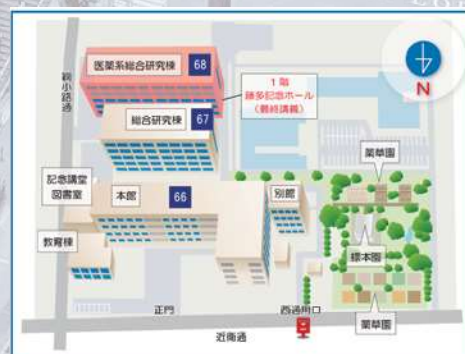 医薬系総合研究棟 68
1階
藤多記念ホール
(最終講義)
N
総合研究棟 67
記念講堂
図書室
本館 66
別館
薬草園
教育棟
標本園
薬草園
正門
西通用口
近衛通